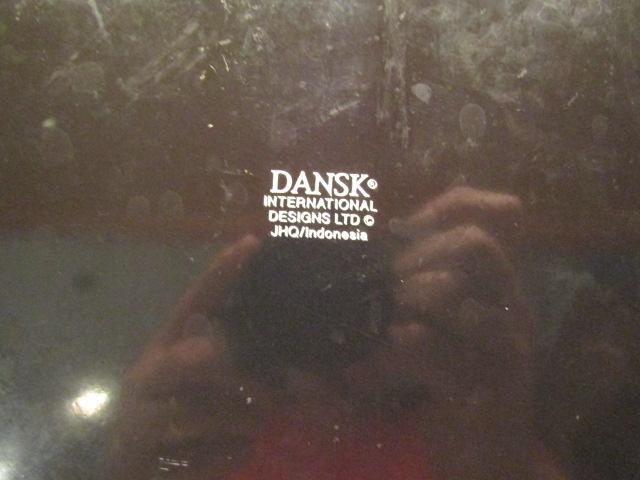 DANSK®
INTERNATIONAL
DESIGNS LTD ©
JHQ/Indonesia